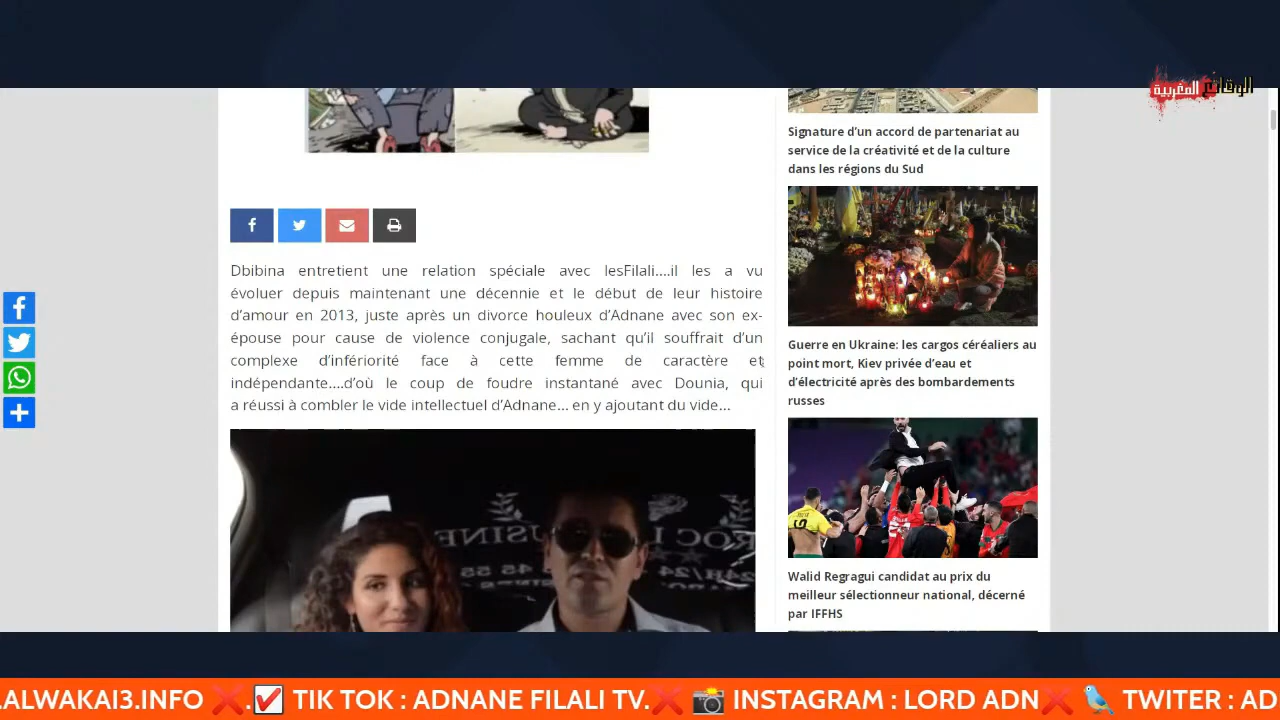 الوقائع المغربية
Signature d’un accord de partenariat au
service de la créativité et de la culture
dans les régions du Sud
Dbibina entretient une relation spéciale avec lesFilali....il les a vu
évoluer depuis maintenant une décennie et le début de leur histoire
d’amour en 2013, juste après un divorce houleux d’Adnane avec son ex-
épouse pour cause de violence conjugale, sachant qu’il souffrait d’un
complexe d’infériorité face à cette femme de caractère et
indépendante....d’où le coup de foudre instantané avec Dounia, qui
a réussi à combler le vide intellectuel d’Adnane... en y ajoutant du vide...
Guerre en Ukraine: les cargos céréaliers au
point mort, Kiev privée d’eau et
d’électricité après des bombardements
russes
Walid Regragui candidat au prix du
meilleur sélectionneur national, décerné
par IFFHS
.ALWAKAI3.INFO ❌.☑ TIK TOK : ADNANE FILALI TV.❌ 📸 INSTAGRAM : LORD ADN❌ 🐦 TWITER : AD